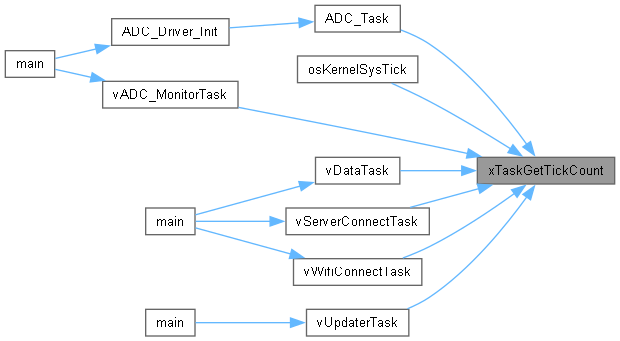 ADC_Task
ADC_Driver_Init
main
osKernelSysTick
vADC_MonitorTask
vDataTask
xTaskGetTickCount
main
vServerConnectTask
vWifiConnectTask
main
vUpdaterTask